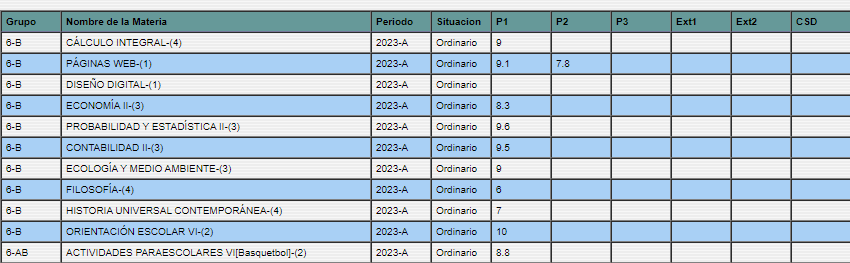 Grupo Nombre de la Materia Periodo Situacion P1 P2 P3 Ext1 Ext2 CSD
6-B CÁLCULO INTEGRAL-(4) 2023-A Ordinario 9
6-B PÁGINAS WEB-(1) 2023-A Ordinario 9.1 7.8
6-B DISEÑO DIGITAL-(1) 2023-A Ordinario
6-B ECONOMÍA II-(3) 2023-A Ordinario 8.3
6-B PROBABILIDAD Y ESTADÍSTICA II-(3) 2023-A Ordinario 9.6
6-B CONTABILIDAD II-(3) 2023-A Ordinario 9.5
6-B ECOLOGÍA Y MEDIO AMBIENTE-(3) 2023-A Ordinario 9
6-B FILOSOFÍA-(4) 2023-A Ordinario 6
6-B HISTORIA UNIVERSAL CONTEMPORÁNEA-(4) 2023-A Ordinario 7
6-B ORIENTACIÓN ESCOLAR VI-(2) 2023-A Ordinario 10
6-AB ACTIVIDADES PARAESCOLARES VI[Basquetbol]-(2) 2023-A Ordinario 8.8